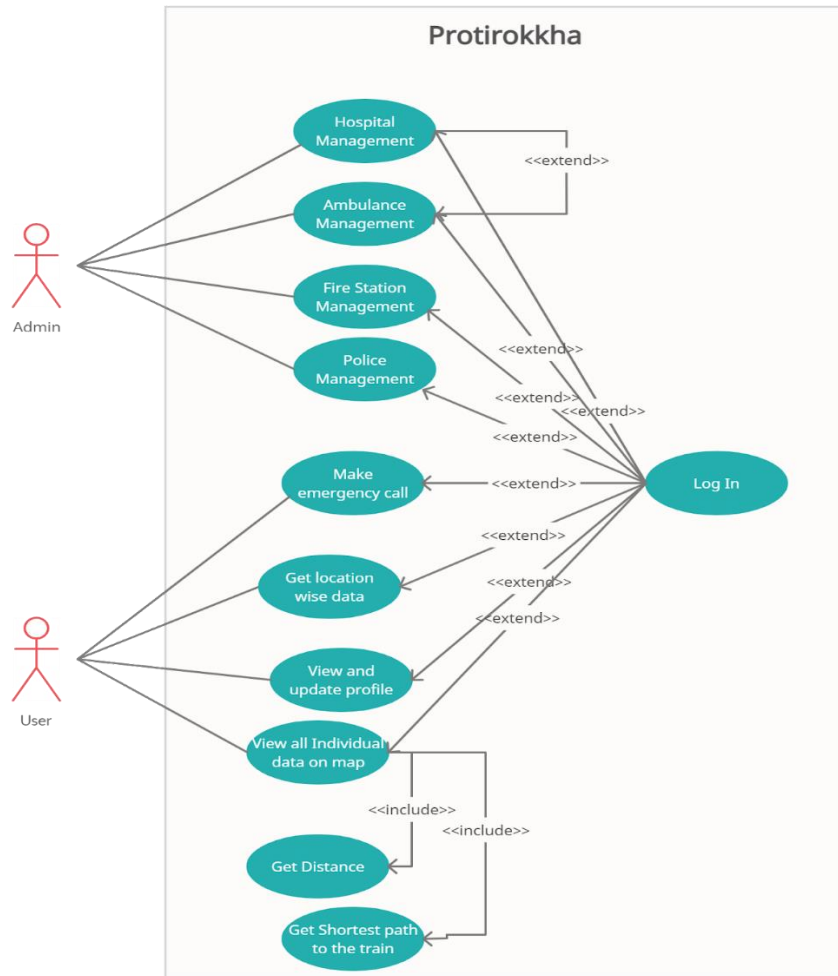 Protirokkha
Hospital
Management
<<extend>>
Ambulance
Management
Admin
Fire Station
Management
<<extend>>
Police
Management
<<extend>>
<<extend>>
<<extend>>
Make
emergency call
<<extend>>
Log In
<<extend>>
Get location
wise data
<<extend>>
<<extend>>
User
View and
update profile
View all Individual
data on map
<<include>>
<<include>>
Get Distance
Get Shortest path
to the train